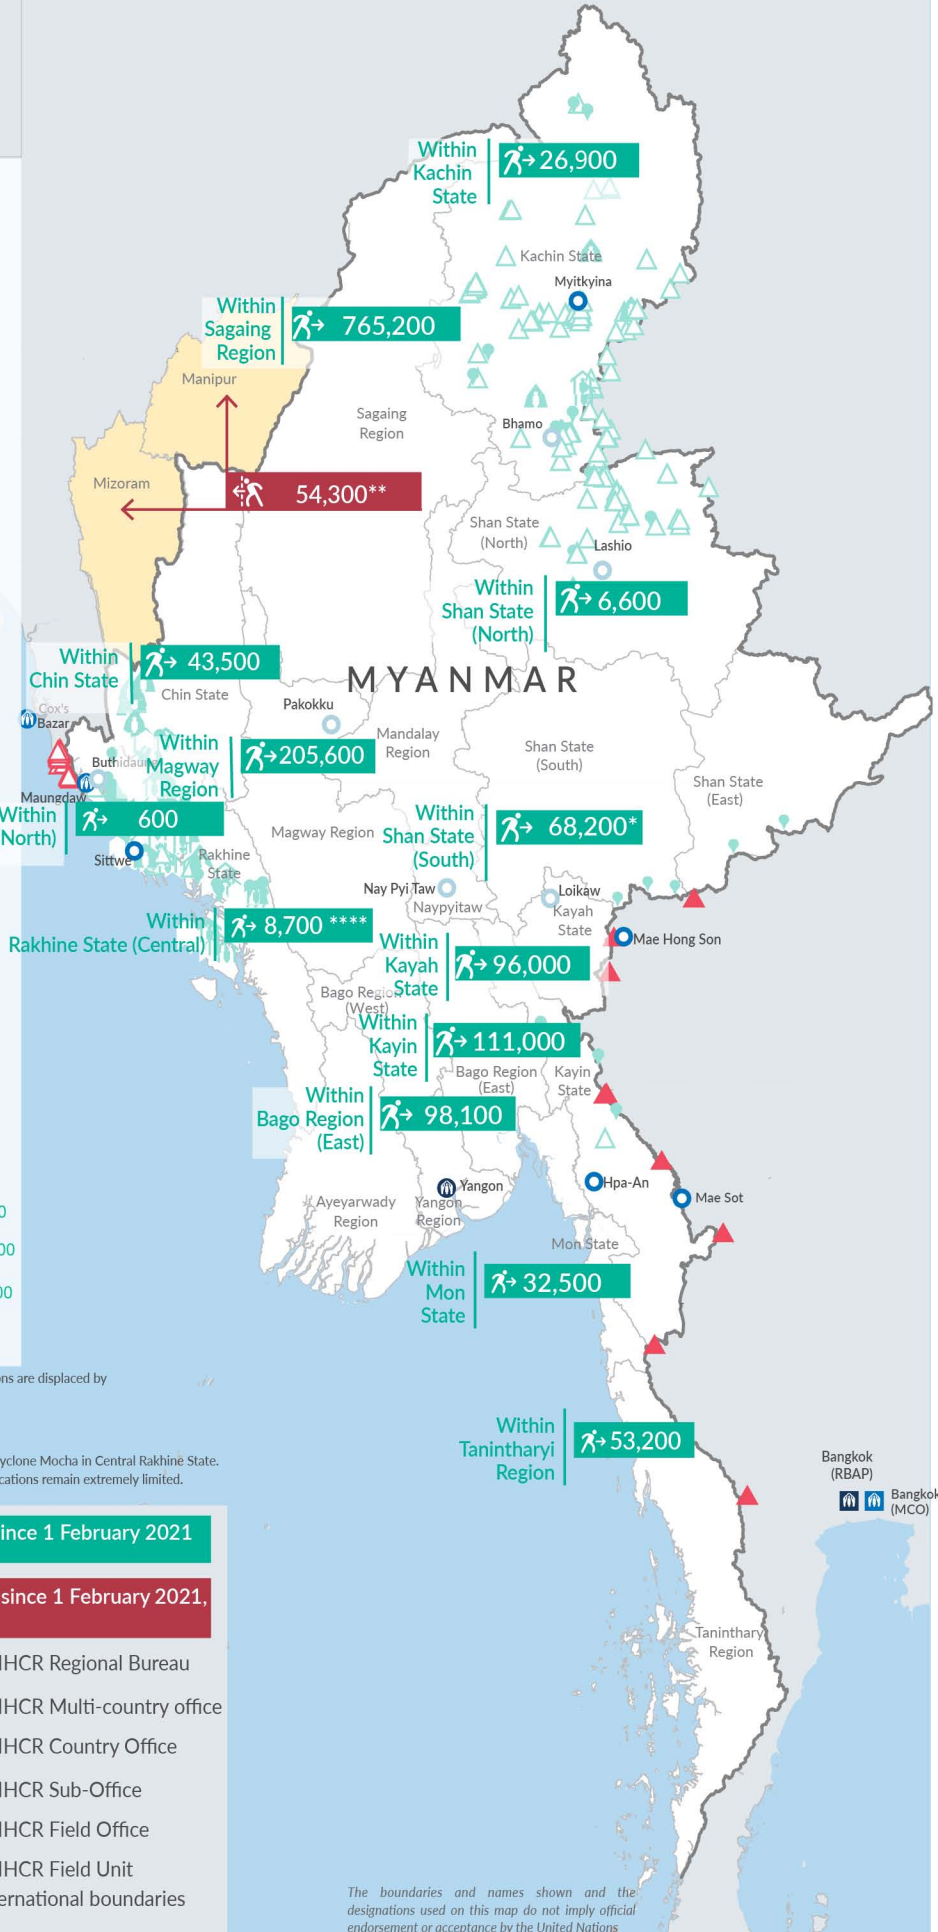 Within
Kachin
State
26,900
Kachin State
Myitkyina
Within
Sagaing
Region
765,200
Manipur
Sagaing
Region
Bhamo
Mizoram
54,300**
Shan State
(North)
Lashio
Within
Shan State
(North)
6,600
Within
Chin State
43,500
MYANMAR
Chin State
Pakokku
Cox's
Bazar
Mandalay
Region
Within
Magway
Region
205,600
Shan State
(South)
Buthidaung
Shan State
(East)
Maungdaw
Within
North)
600
Within
Shan State
(South)
68,200*
Magway Region
Sittwe
Rakhine
State
Nay Pyi Taw
Naypyitaw
Loikaw
Kayah
State
Within
Rakhine State (Central)
8,700 ****
Mae Hong Son
Within
Kayah
State
96,000
Bago Region
(West)
Within
Kayin
State
111,000
Bago Region
(East)
Kayin
State
Within
Bago Region
(East)
98,100
Yangon
Hpa-An
Mae Sot
Ayeyarwady
Region
Yangon
Region
0
00
00
Mon State
Within
Mon
State
32,500
ns are displaced by
Within
Tanintharyi
Region
53,200
yclone Mocha in Central Rakhine State.
cations remain extremely limited.
Bangkok
(RBAP)
Bangkok
(MCO)
ince 1 February 2021
since 1 February 2021,
Taninthary
Region
HCR Regional Bureau
HCR Multi-country office
HCR Country Office
HCR Sub-Office
HCR Field Office
HCR Field Unit
ernational boundaries
The boundaries and names shown and the
designations used on this map do not imply official
endorsement or acceptance by the United Nations